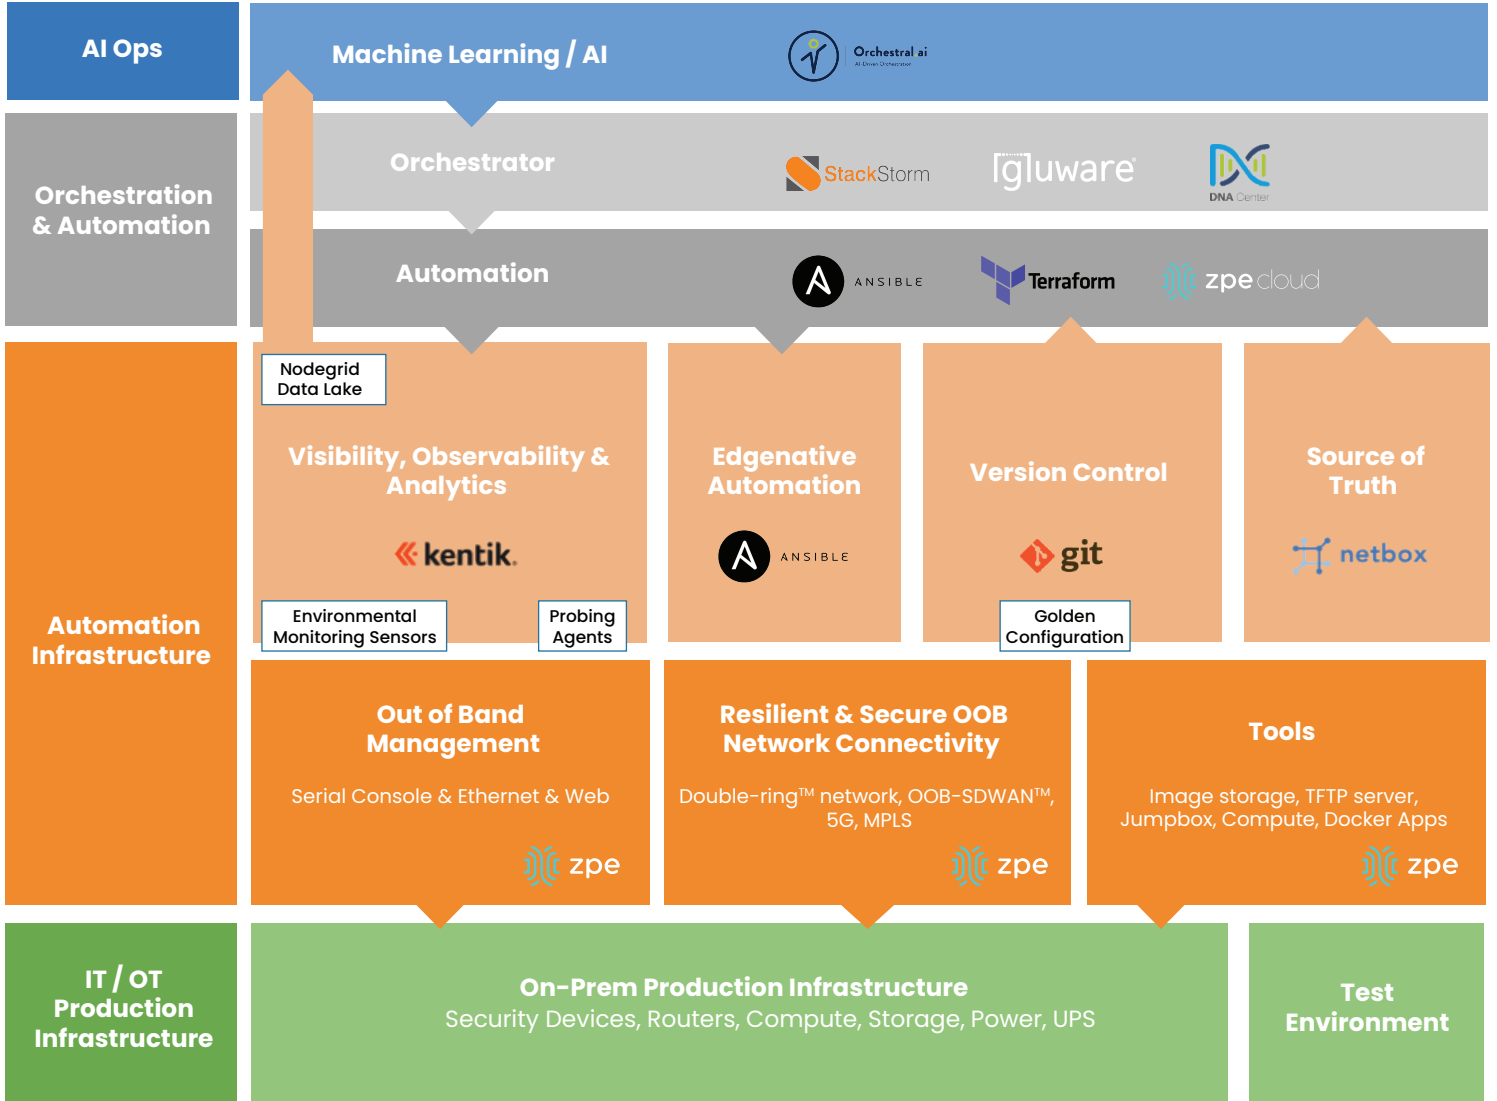 AI Ops
Machine Learning / AI
Orchestral.ai
AI-Driven Orchestration
Orchestration
& Automation
Orchestrator
StackStorm
gluware
DNA Center
Automation
ANSIBLE
Terraform
zpe cloud
Automation
Infrastructure
Nodegrid
Data Lake
Visibility, Observability &
Analytics
kentik.
Environmental
Monitoring Sensors
Probing
Agents
Edgenative
Automation
ANSIBLE
Version Control
git
Golden
Configuration
Source of
Truth
netbox
Out of Band
Management
Serial Console & Ethernet & Web
zpe
Resilient & Secure OOB
Network Connectivity
Double-ring™ network, OOB-SDWAN™,
5G, MPLS
zpe
Tools
Image storage, TFTP server,
Jumpbox, Compute, Docker Apps
zpe
IT / OT
Production
Infrastructure
On-Prem Production Infrastructure
Security Devices, Routers, Compute, Storage, Power, UPS
Test
Environment